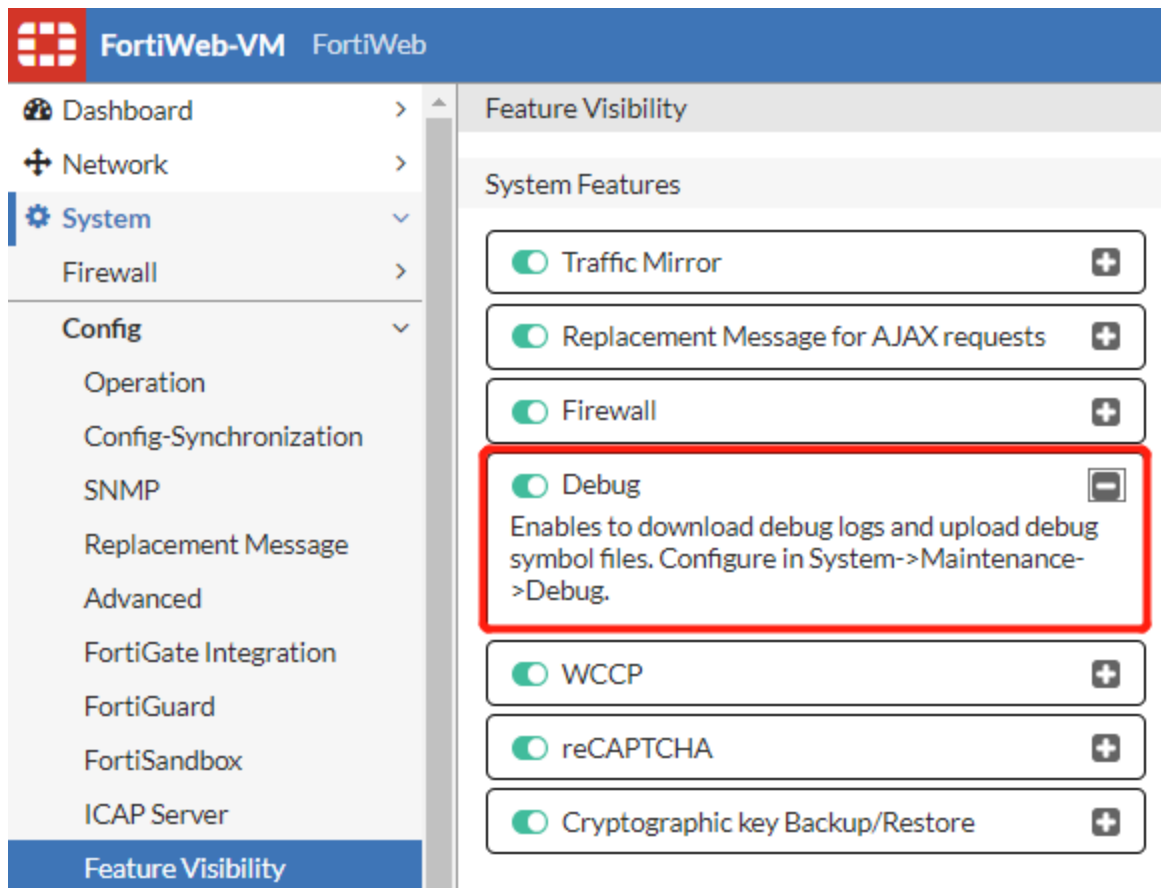 FortiWeb-VM FortiWeb
Dashboard
Network
System
Firewall
Config
Operation
Config-Synchronization
SNMP
Replacement Message
Advanced
FortiGate Integration
FortiGuard
FortiSandbox
ICAP Server
Feature Visibility
Feature Visibility
System Features
Traffic Mirror
Replacement Message for AJAX requests
Firewall
Debug
Enables to download debug logs and upload debug
symbol files. Configure in System->Maintenance-
>Debug.
WCCP
reCAPTCHA
Cryptographic key Backup/Restore